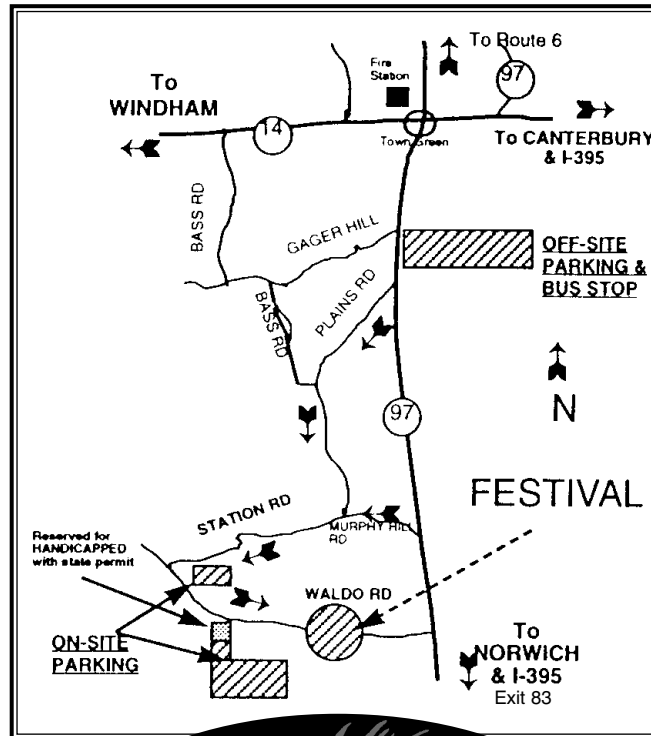 To Route 6
Fire
Station
97
To
WINDHAM
14
Town Green
To CANTERBURY
& I-395
BASS RD
GAGER HILL
OFF-SITE
PARKING &
BUS STOP
BASS RD
PLAINS RD
N
97
FESTIVAL
STATION RD
MURPHY HILL
RD
Reserved for
HANDICAPPED
with state permit
WALDO RD
ON-SITE
PARKING
To
NORWICH
& I-395
Exit 83